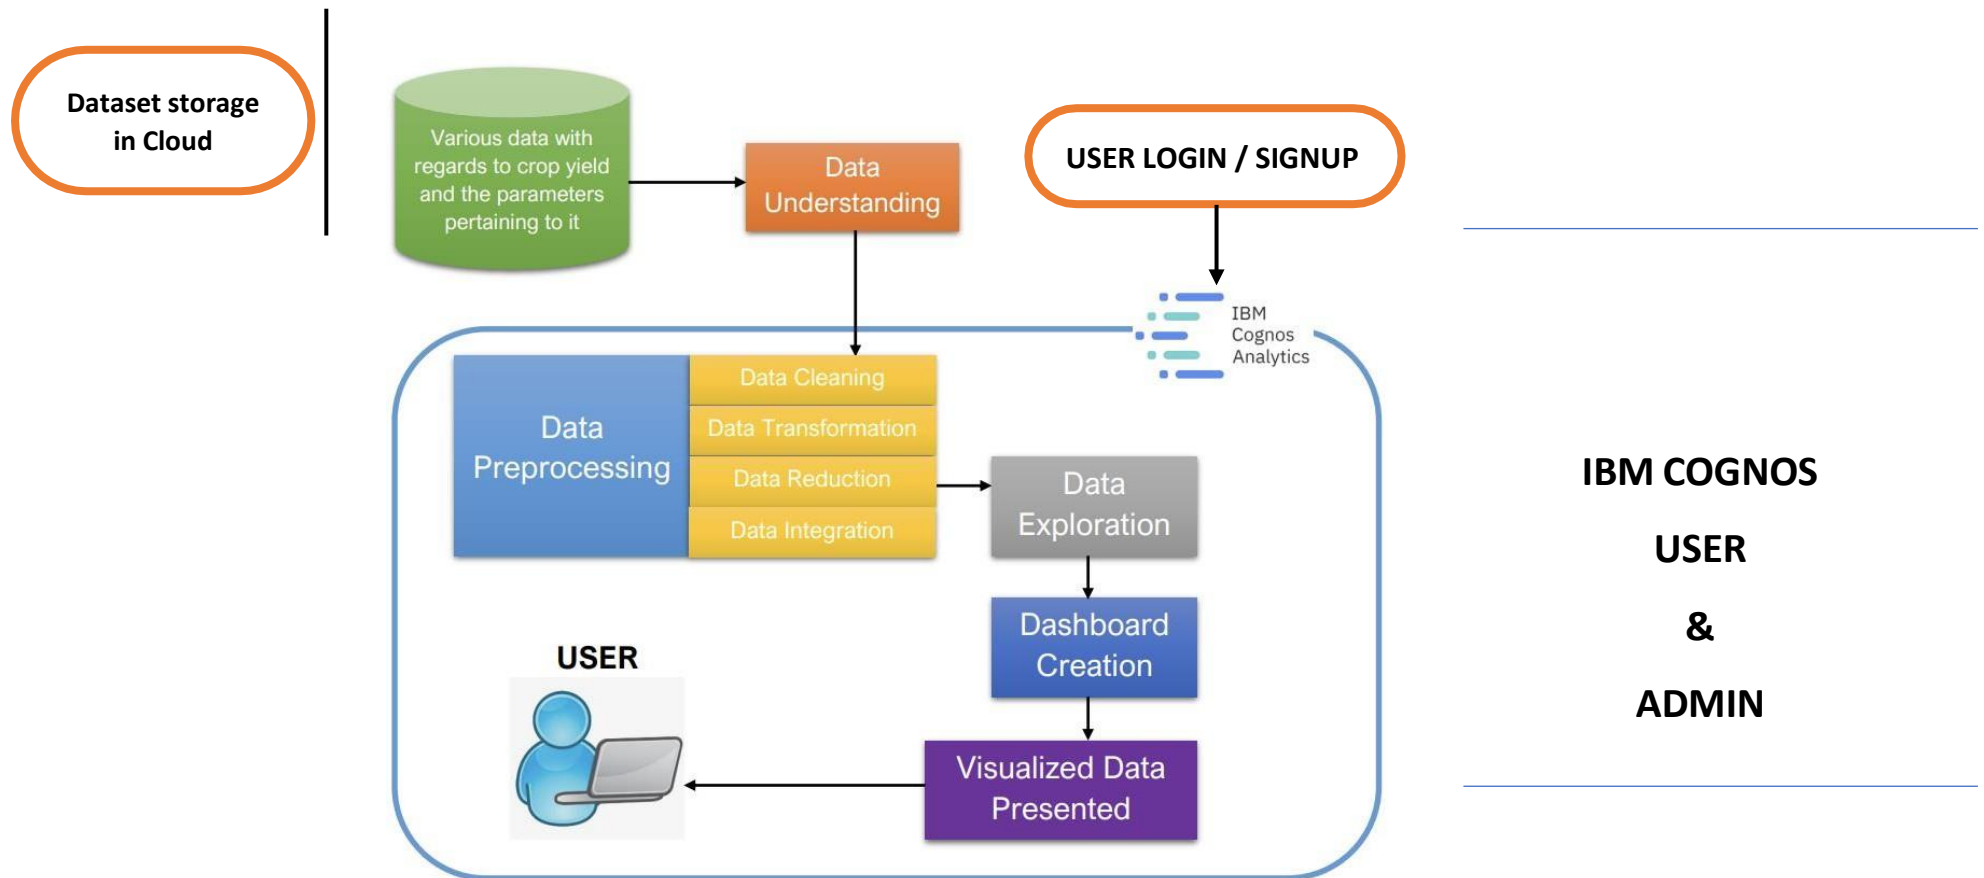 Dataset storage
in Cloud
Various data with
regards to crop yield
and the parameters
pertaining to it
Data
Understanding
USER LOGIN / SIGNUP
IBM
Cognos
Analytics
Data
Preprocessing
Data Cleaning
Data Transformation
Data Reduction
Data Integration
Data
Exploration
Dashboard
Creation
Visualized Data
Presented
USER
IBM COGNOS
USER
&
ADMIN